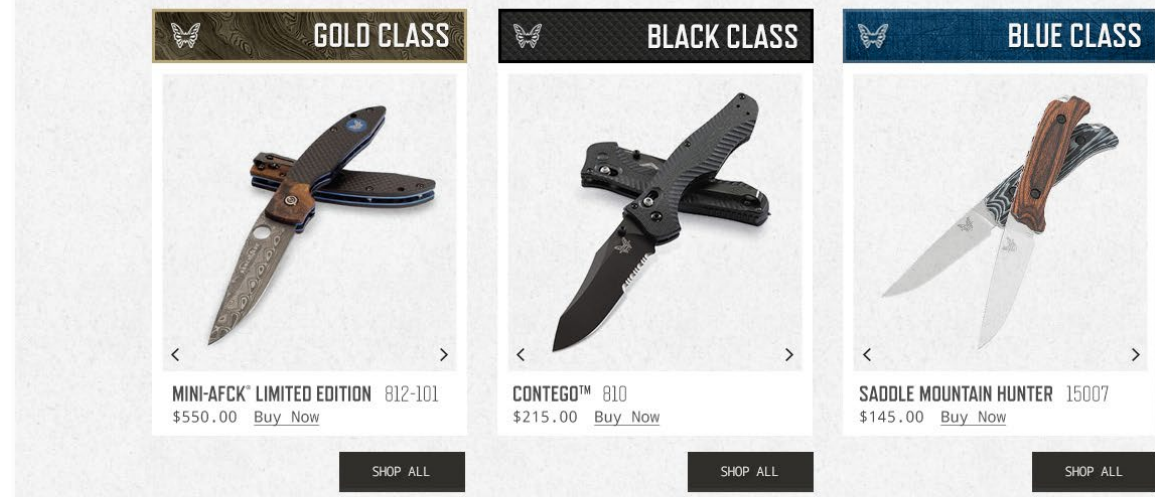 GOLD CLASS
BLACK CLASS
BLUE CLASS
MINI-AFCK® LIMITED EDITION 812-101
$550.00 Buy Now
CONTEGO™ 810
$215.00 Buy Now
SADDLE MOUNTAIN HUNTER 15007
$145.00 Buy Now
SHOP ALL
SHOP ALL
SHOP ALL